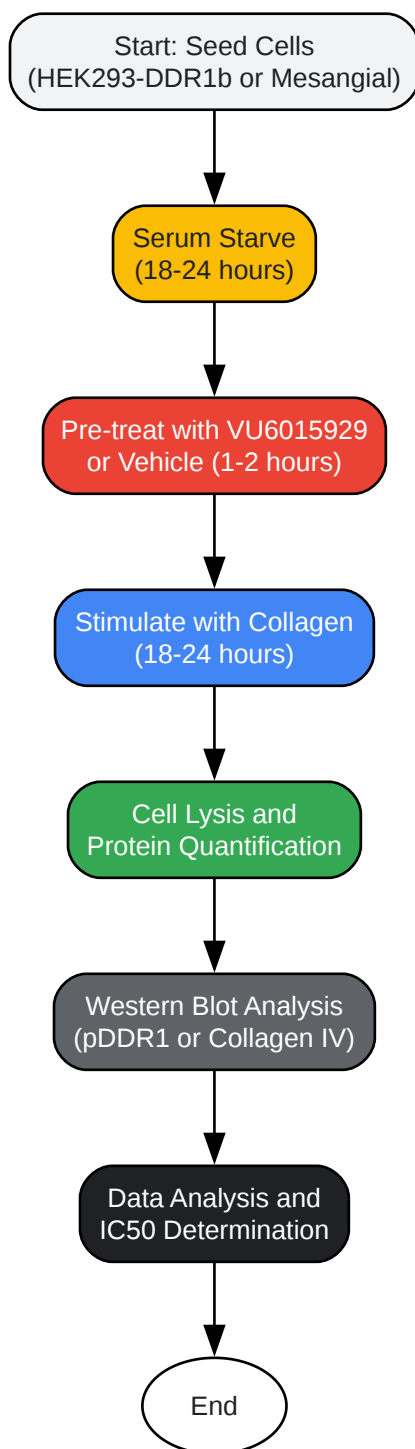 Start: Seed Cells
(HEK293-DDR1b or Mesangial)
Serum Starve
(18-24 hours)
Pre-treat with VU6015929
or Vehicle (1-2 hours)
Stimulate with Collagen
(18-24 hours)
Cell Lysis and
Protein Quantification
Western Blot Analysis
(pDDR1 or Collagen IV)
Data Analysis and
IC50 Determination
End